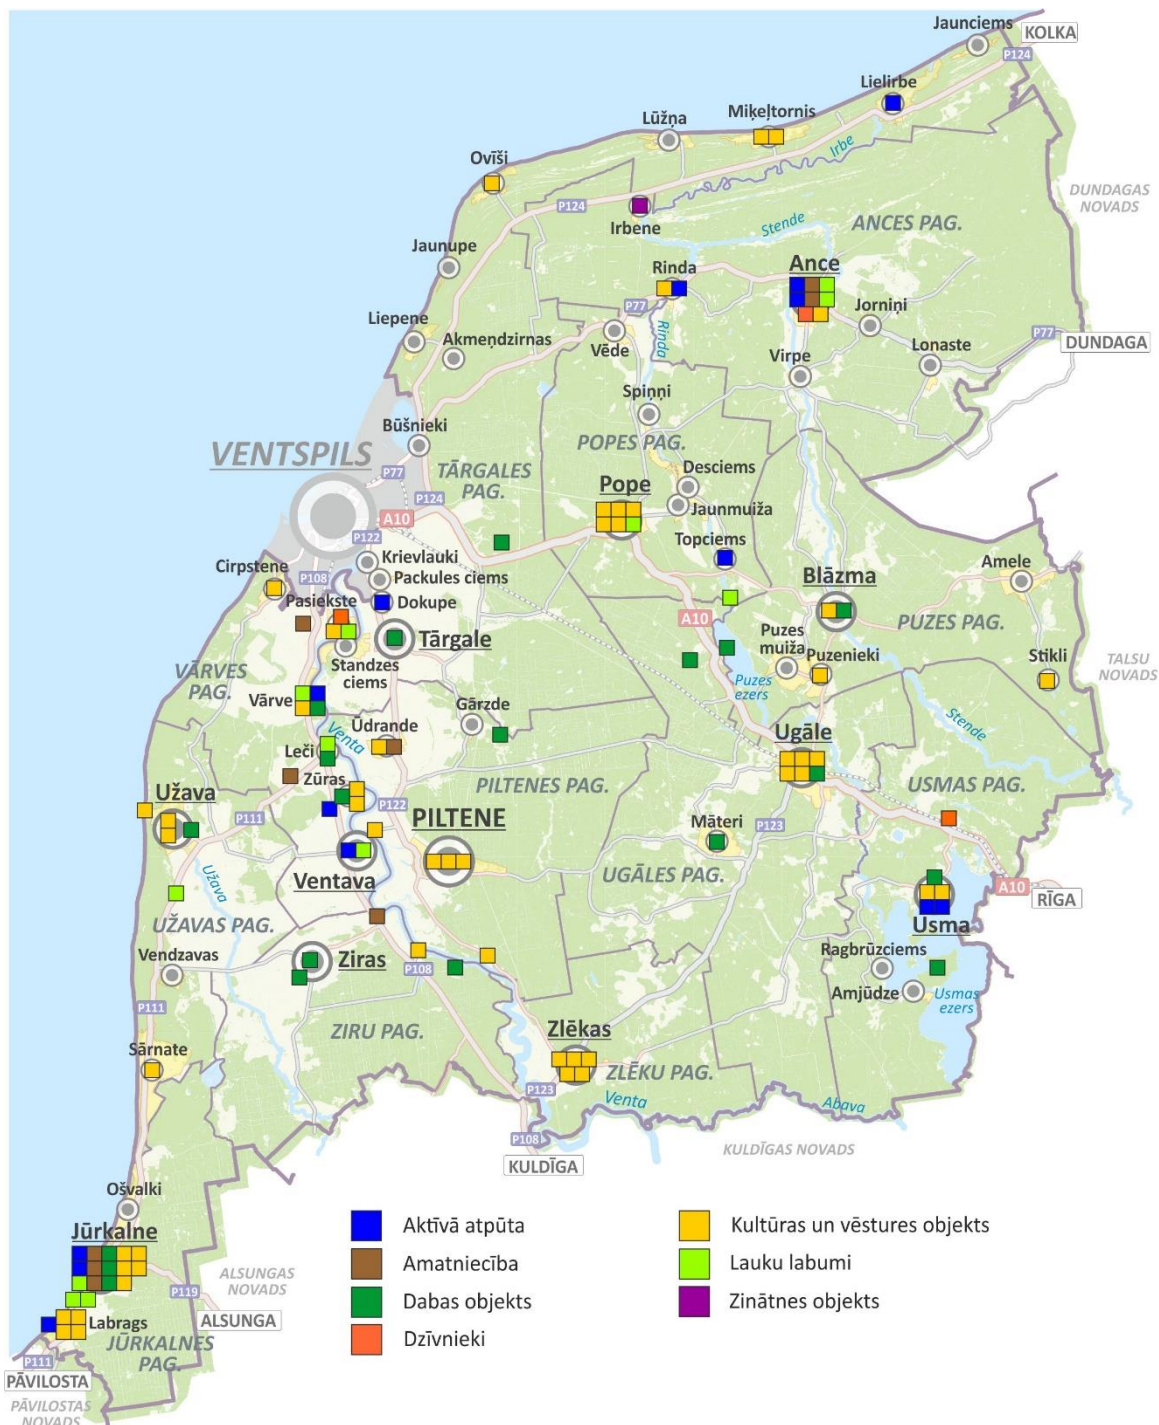 Jaunciems
KOLKA
P124
Lielirbe
Miķeļtornis
Lūžņa
Irbe
Ovīši
DUNDAGAS
NOVADS
P124
Irbene
Stende
ANCES PAG.
Jaunupe
Rinda
Ance
P77
Liepene
Akmeņdzirnas
Vēde
Rinda
Jorniņi
Lonaste
P77
DUNDAGA
Virpe
Spiņņi
Būšnieki
VENTSPILS
POPES PAG.
TĀRGALES
PAG.
P77
Desciems
Pope
P124
Jaunmuiža
A10
P122
Topciems
Krievlauki
Amele
Cirpstene
P108
Packules ciems
Blāzma
Pasiekste
Dokupe
A10
PUZES PAG.
Tārgale
Puzes
muiža
Puzenieki
Stikli
TALSU
NOVADS
VĀRVES
PAG.
Standzes
ciems
Puzes
ezers
Vārve
Gārzde
Stende
Venta
Ūdrande
Ugāle
Leči
Zūras
PILTENES PAG.
USMAS PAG.
Užava
P122
P111
PILTENE
Māteri
P123
Ventava
UGĀLES PAG.
A10
RĪGA
Užava
UŽAVAS PAG.
Usma
Vendzavas
Ziras
P108
Ragbrūzciems
Amjūdze
Usmas
ezers
P111
ZIRU PAG.
Zlēkas
Sārnate
ZLĒKU PAG.
P123
Venta
Abava
P108
KULDĪGA
KULDĪGAS NOVADS
Ošvalki
Jūrkalne
ALSUNGAS
NOVADS
P119
ALSUNGA
Labrags
JŪRKALNES
PAG.
P111
PĀVILOSTA
PĀVILOSTAS
NOVADS
Aktīvā atpūta
Amatniecība
Dabas objekts
Dzīvnieki
Kultūras un vēstures objekts
Lauku labumi
Zinātnes objekts